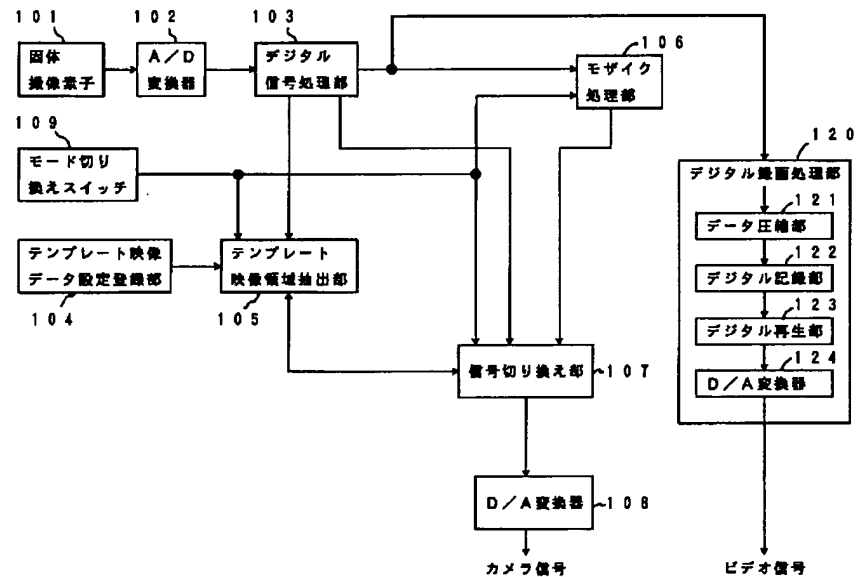 101
固体
撮像素子
102
A/D
変換器
103
デジタル
信号処理部
106
モザイク
処理部
109
モード切り
換えスイッチ
120
デジタル録画処理部
121
データ圧縮部
122
デジタル記録部
123
デジタル再生部
124
D/A変換器
テンプレート映像
データ設定登録部
104
テンプレート
映像領域抽出部
105
信号切り換え部
107
D/A変換器
108
カメラ信号
ビデオ信号